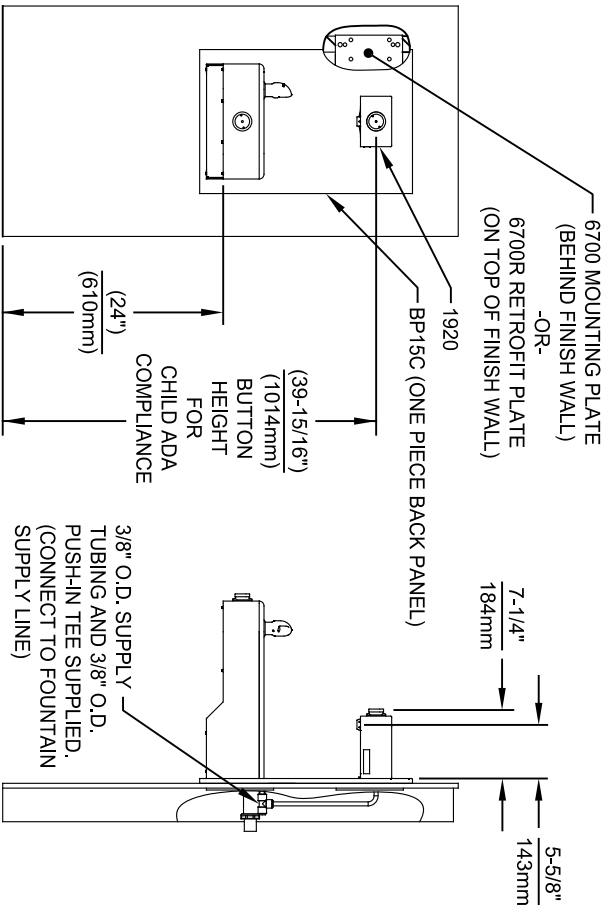 6700 MOUNTING PLATE
(BEHIND FINISH WALL)
-OR-
6700R RETROFIT PLATE
(ON TOP OF FINISH WALL)
1920
BP15C (ONE PIECE BACK PANEL)
(39-15/16")
(1014mm)
BUTTON
HEIGHT
FOR
CHILD ADA
COMPLIANCE
(24")
(610mm)
7-1/4"
184mm
5-5/8"
143mm
3/8" O.D. SUPPLY
TUBING AND 3/8" O.D.
PUSH-IN TEE SUPPLIED.
(CONNECT TO FOUNTAIN
SUPPLY LINE)